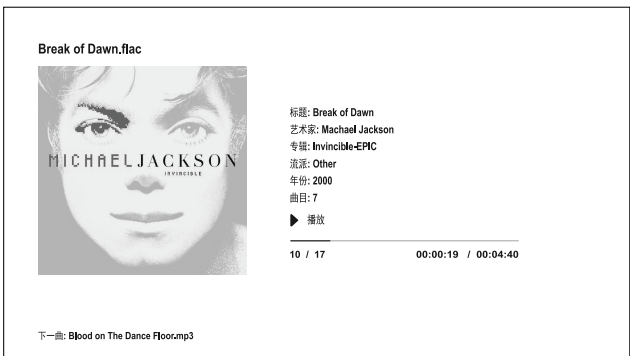 Break of Dawn.flac
MICHAELJACKSON
INVINCIBLE
标题: Break of Dawn
艺术家: Machael Jackson
专辑: Invincible-EPIC
流派: Other
年份: 2000
曲目: 7
播放
10 / 17 00:00:19 / 00:04:40
下一曲: Blood on The Dance Floor.mp3